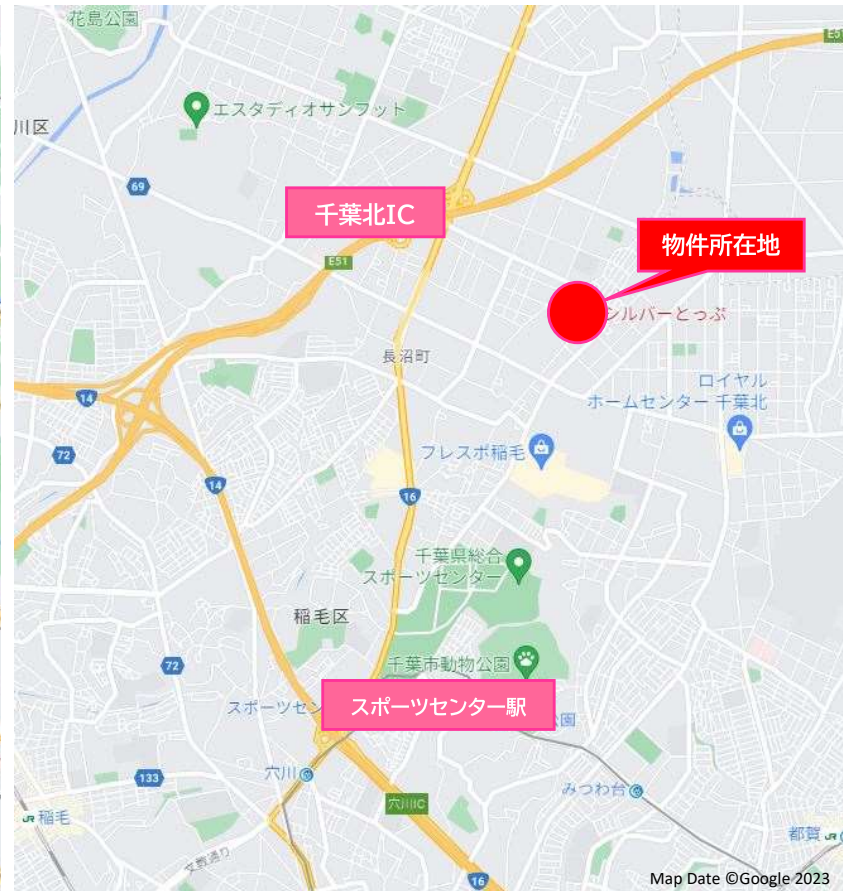 花島公園
E51
エスタディオサンフット
川区
69
千葉北IC
物件所在地
E51
シルバーとっぷ
長沼町
ロイヤル
ホームセンター 千葉北
14
72
フレスポ稲毛
14
16
千葉県総合
スポーツセンター
稲毛区
千葉市動物公園
72
スポーツセン
スポーツセンター駅
園
穴川
133
みつわ台
穴川IC
JR 稲毛
都賀 JR
文教通り
16
Map Date ©Google 2023